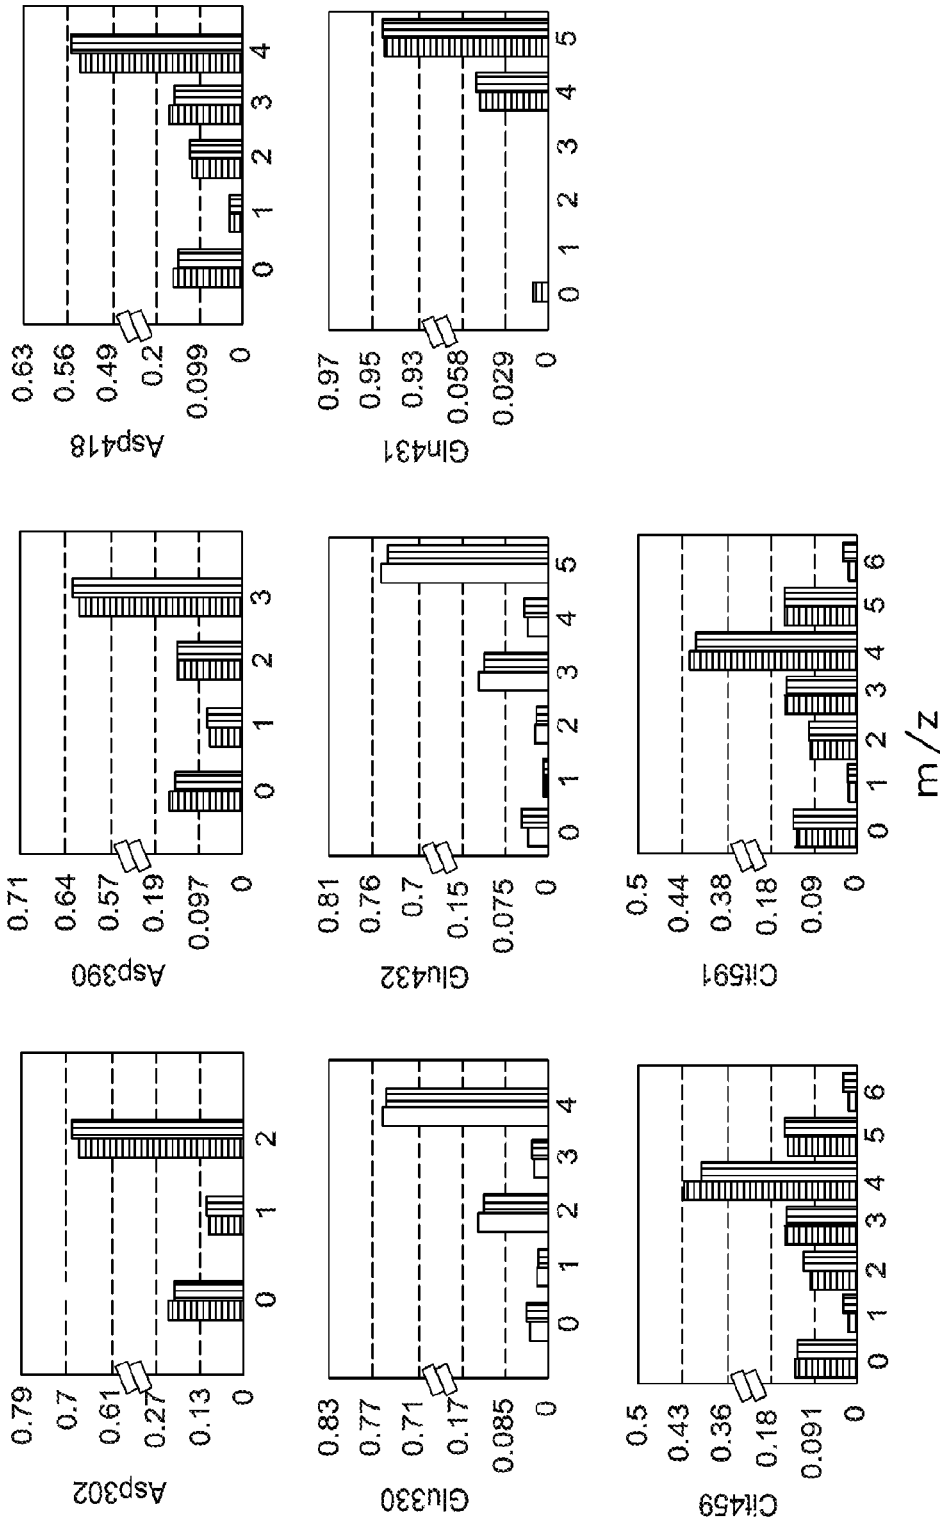 Asp302
0.79
0.7
0.61
0.27
0.13
0
0 1 2
Asp390
0.71
0.64
0.57
0.19
0.097
0
0 1 2 3
Asp418
0.63
0.56
0.49
0.2
0.099
0
0 1 2 3 4
Glu330
0.83
0.77
0.71
0.17
0.085
0
0 1 2 3 4
Glu432
0.81
0.76
0.7
0.15
0.075
0
0 1 2 3 4 5
Gln431
0.97
0.95
0.93
0.058
0.029
0
0 1 2 3 4 5
Cit459
0.5
0.43
0.36
0.18
0.091
0
0 1 2 3 4 5 6
Cit591
0.5
0.44
0.38
0.18
0.09
0
0 1 2 3 4 5 6
m/z